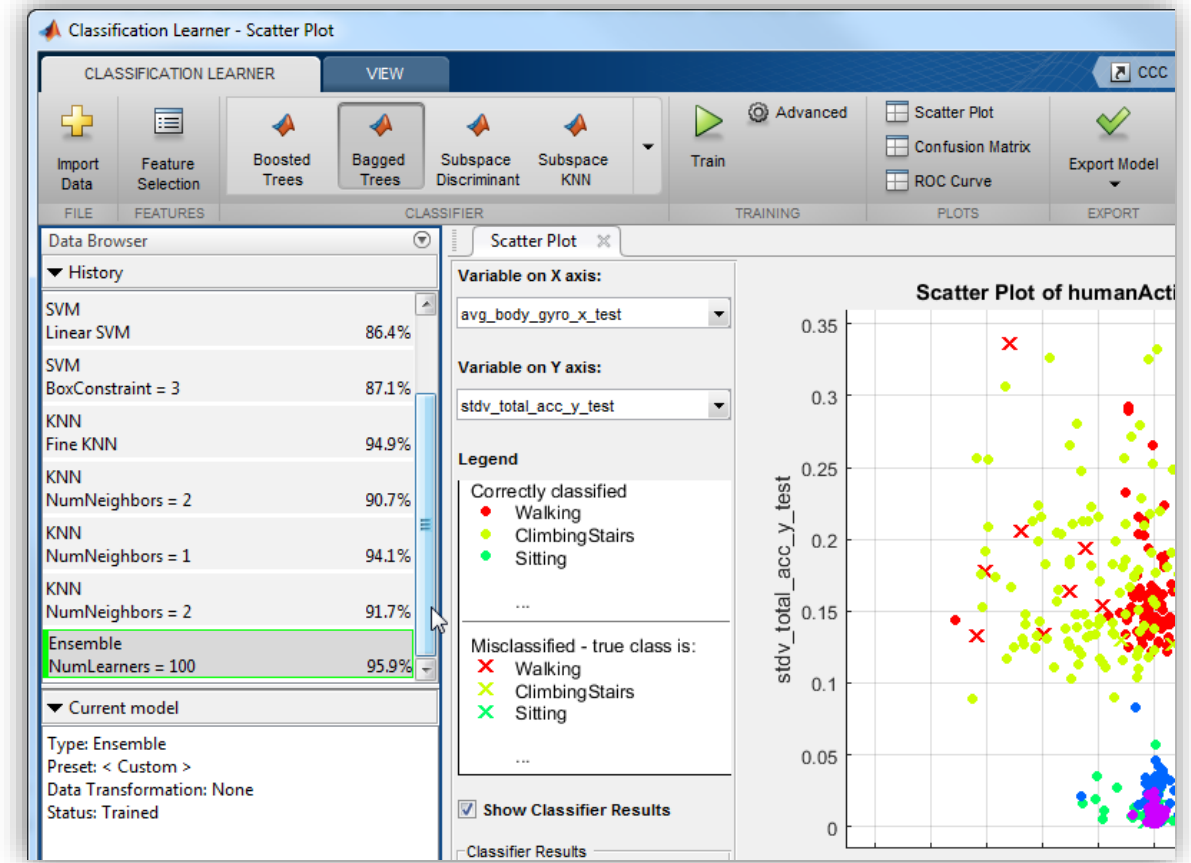 Classification Learner - Scatter Plot
CLASSIFICATION LEARNER
VIEW
CCC
Import Data
Feature Selection
Boosted Trees
Bagged Trees
Subspace Discriminant
Subspace KNN
Train
Advanced
Scatter Plot
Confusion Matrix
ROC Curve
Export Model
FILE
FEATURES
CLASSIFIER
TRAINING
PLOTS
EXPORT
Data Browser
History
SVM
Linear SVM 86.4%
SVM
BoxConstraint = 3 87.1%
KNN
Fine KNN 94.9%
KNN
NumNeighbors = 2 90.7%
KNN
NumNeighbors = 1 94.1%
KNN
NumNeighbors = 2 91.7%
Ensemble
NumLearners = 100 95.9%
Current model
Type: Ensemble
Preset: < Custom >
Data Transformation: None
Status: Trained
Scatter Plot
Variable on X axis:
avg_body_gyro_x_test
Variable on Y axis:
stdv_total_acc_y_test
Legend
Correctly classified
Walking
ClimbingStairs
Sitting
...
Misclassified - true class is:
Walking
ClimbingStairs
Sitting
...
Show Classifier Results
Classifier Results
Scatter Plot of humanActi
stdv_total_acc_y_test
0.35
0.3
0.25
0.2
0.15
0.1
0.05
0